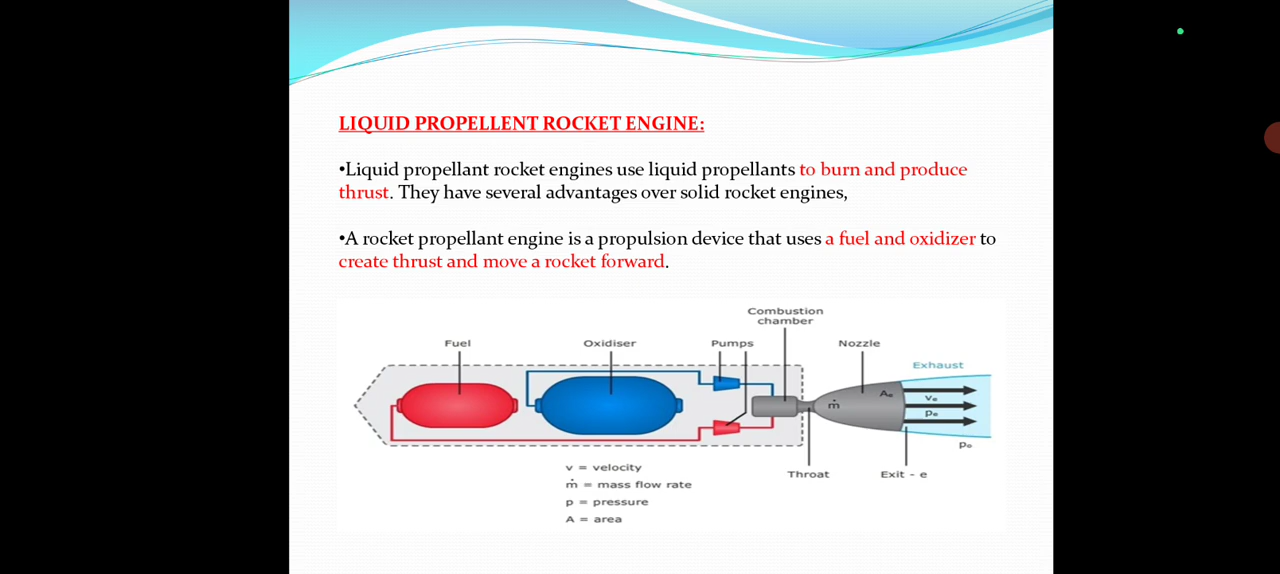 LIQUID PROPELLENT ROCKET ENGINE:
•Liquid propellant rocket engines use liquid propellants to burn and produce
thrust. They have several advantages over solid rocket engines,
•A rocket propellant engine is a propulsion device that uses a fuel and oxidizer to
create thrust and move a rocket forward.
Combustion
chamber
Fuel
Oxidiser
Pumps
Nozzle
Exhaust
Aₑ
ṁ
vₑ
pₑ
p₀
Throat
Exit - e
v = velocity
ṁ = mass flow rate
p = pressure
A = area